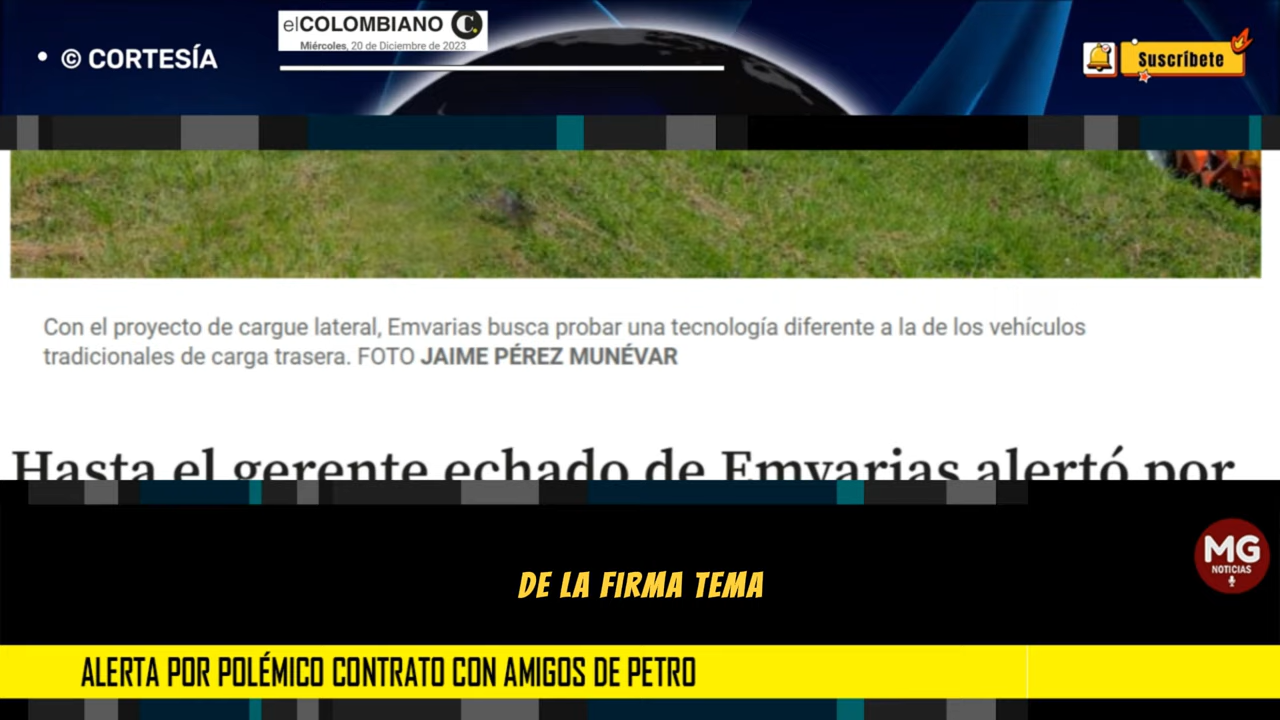 elCOLOMBIANO C
Miércoles, 20 de Diciembre de 2023
• © CORTESÍA
Suscríbete
Con el proyecto de cargue lateral, Emvarias busca probar una tecnología diferente a la de los vehículos
tradicionales de carga trasera. FOTO JAIME PÉREZ MUNÉVAR
Hasta el gerente echado de Emvarias alertó por
MG
NOTICIAS
DE LA FIRMA TEMA
ALERTA POR POLÉMICO CONTRATO CON AMIGOS DE PETRO